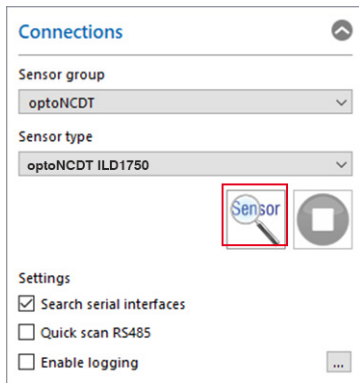 Connections
Sensor group
optoNCDT
Sensor type
optoNCDT ILD1750
Sensor
Settings
Search serial interfaces
Quick scan RS485
Enable logging
...